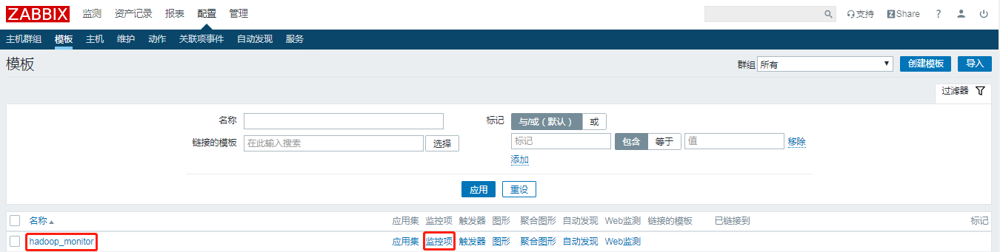 ZABBIX 监测 资产记录 报表 配置 管理 支持 Z Share ?
主机群组 模板 主机 维护 动作 关联项事件 自动发现 服务
模板 群组 所有 创建模板 导入
过滤器
名称 标记 与/或（默认） 或
链接的模板 在此输入搜索 选择 标记 包含 等于 值 移除
添加
应用 重设
名称 应用集 监控项 触发器 图形 聚合图形 自动发现 Web监测 链接的模板 已链接到 标记
hadoop_monitor 应用集 监控项 触发器 图形 聚合图形 自动发现 Web监测